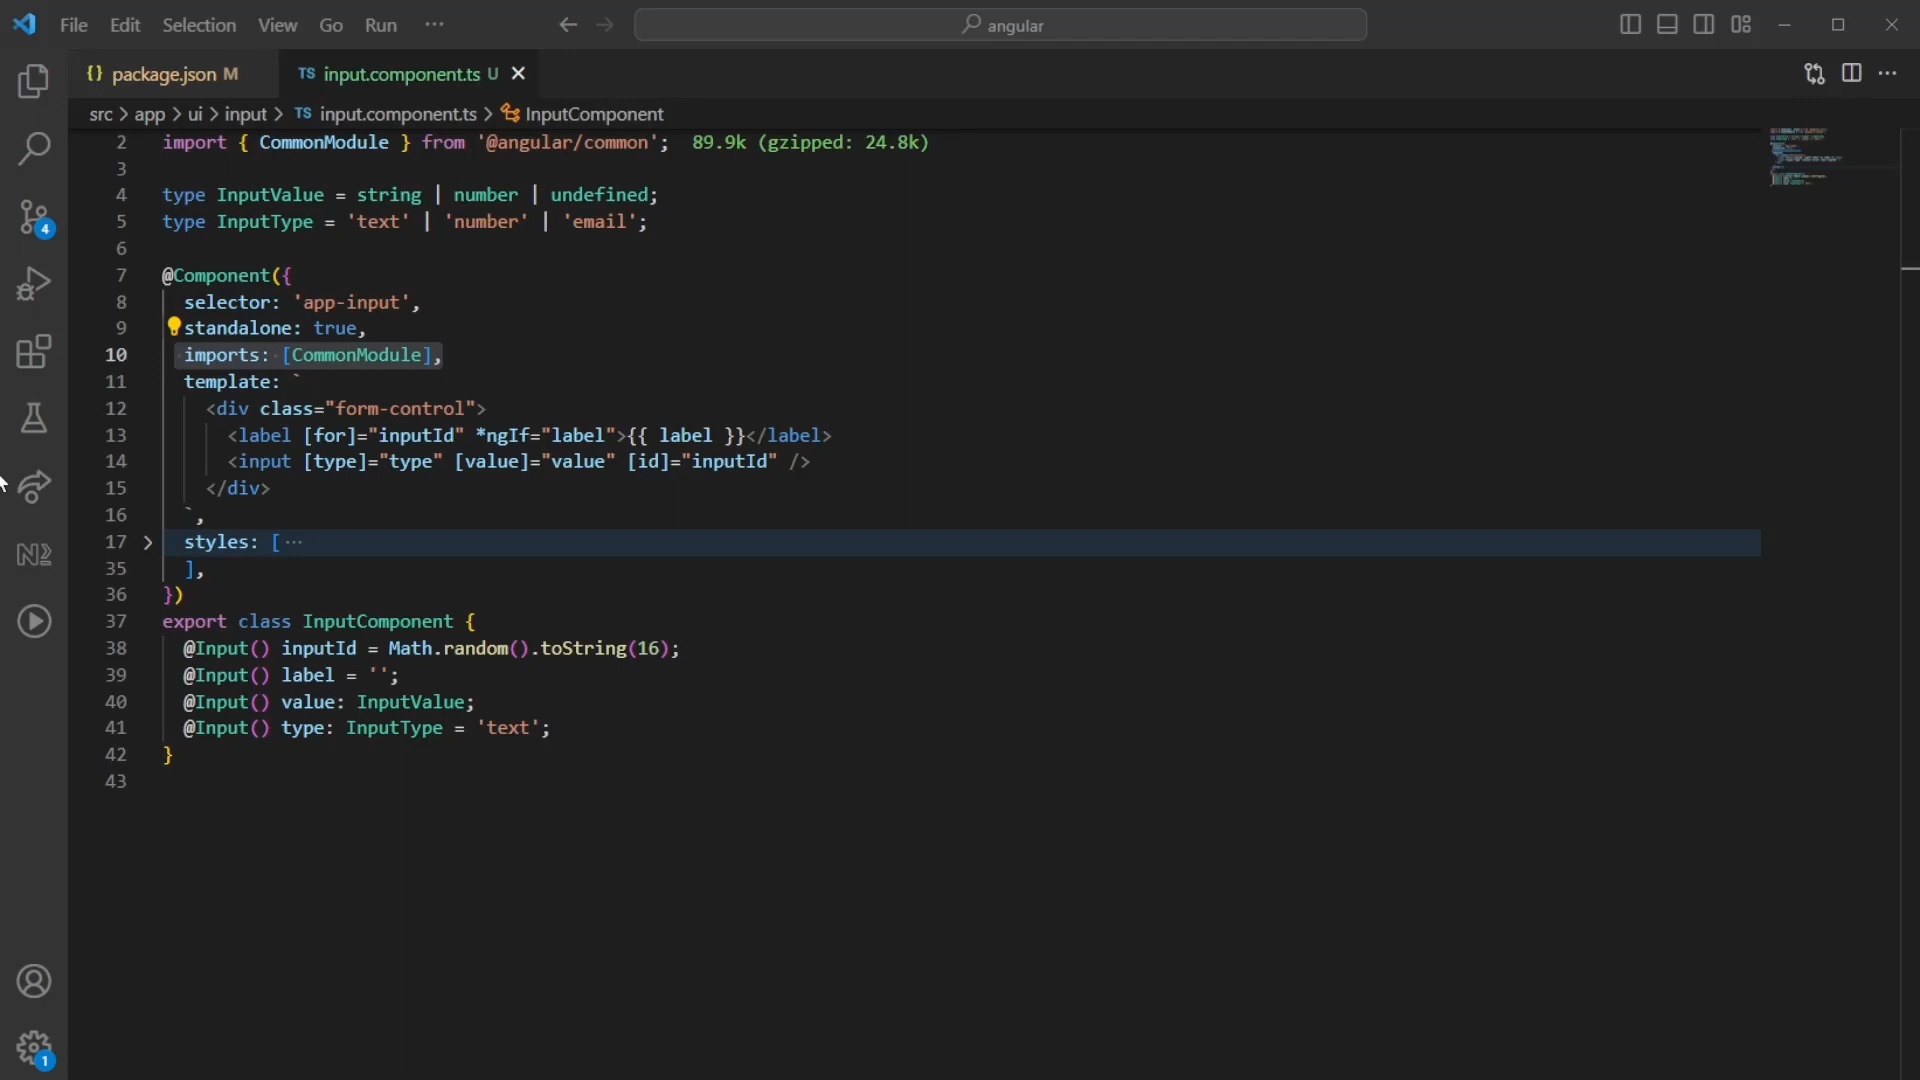 File Edit Selection View Go Run ···
angular
{} package.json M
TS input.component.ts U
src > app > ui > input > TS input.component.ts > InputComponent
2 import { CommonModule } from '@angular/common'; 89.9k (gzipped: 24.8k)
3
4 type InputValue = string | number | undefined;
5 type InputType = 'text' | 'number' | 'email';
6
7 @Component({
8 selector: 'app-input',
9 standalone: true,
10 imports: [CommonModule],
11 template: `
12 <div class="form-control">
13 <label [for]="inputId" *ngIf="label">{{ label }}</label>
14 <input [type]="type" [value]="value" [id]="inputId" />
15 </div>
16 `,
17 styles: [ ···
35 ],
36 })
37 export class InputComponent {
38 @Input() inputId = Math.random().toString(16);
39 @Input() label = '';
40 @Input() value: InputValue;
41 @Input() type: InputType = 'text';
42 }
43
4
1